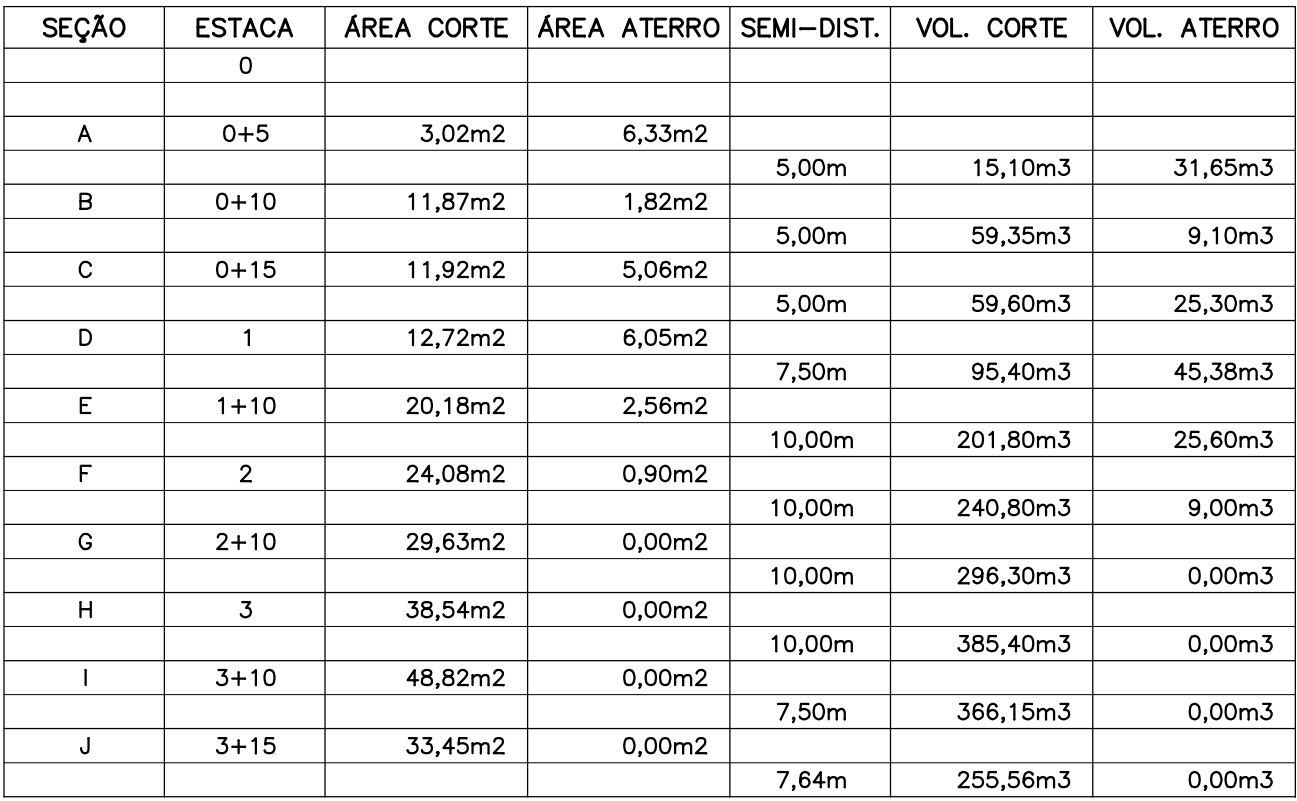 SEÇÃO ESTACA ÁREA CORTE ÁREA ATERRO SEMI-DIST. VOL. CORTE VOL. ATERRO
0
A 0+5 3,02m2 6,33m2
5,00m 15,10m3 31,65m3
B 0+10 11,87m2 1,82m2
5,00m 59,35m3 9,10m3
C 0+15 11,92m2 5,06m2
5,00m 59,60m3 25,30m3
D 1 12,72m2 6,05m2
7,50m 95,40m3 45,38m3
E 1+10 20,18m2 2,56m2
10,00m 201,80m3 25,60m3
F 2 24,08m2 0,90m2
10,00m 240,80m3 9,00m3
G 2+10 29,63m2 0,00m2
10,00m 296,30m3 0,00m3
H 3 38,54m2 0,00m2
10,00m 385,40m3 0,00m3
I 3+10 48,82m2 0,00m2
7,50m 366,15m3 0,00m3
J 3+15 33,45m2 0,00m2
7,64m 255,56m3 0,00m3